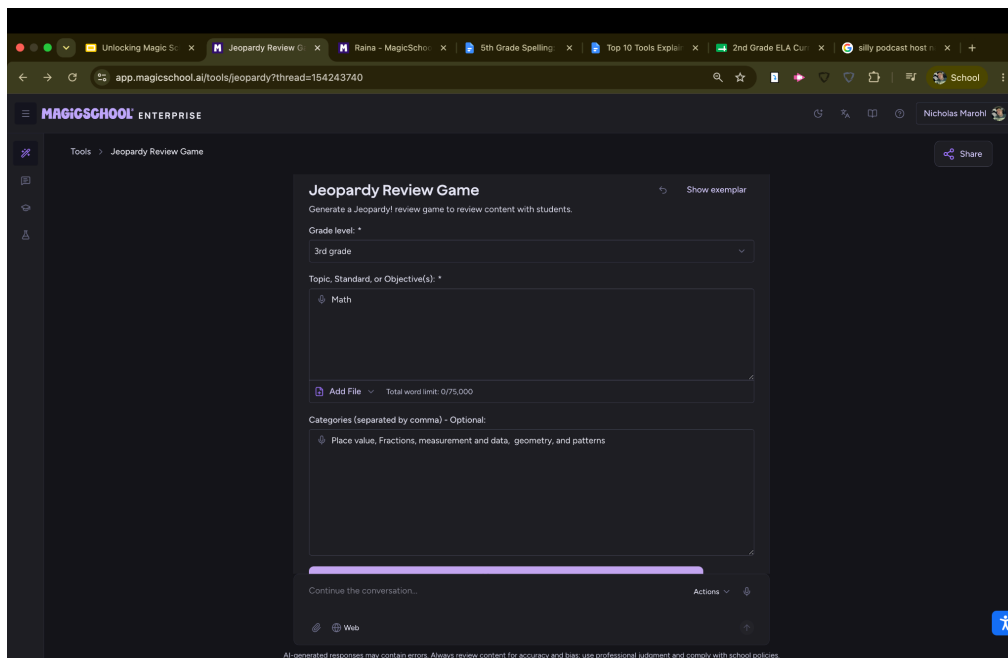 Unlocking Magic Sc
Jeopardy Review G
Raina - MagicSchoo
5th Grade Spelling
Top 10 Tools Explai
2nd Grade ELA Curr
silly podcast host n
app.magicschool.ai/tools/jeopardy?thread=154243740
School
MAGiCSCHOOL ENTERPRISE
Nicholas Marohl
Tools > Jeopardy Review Game
Share
Jeopardy Review Game
Show exemplar
Generate a Jeopardy! review game to review content with students.
Grade level: *
3rd grade
Topic, Standard, or Objective(s): *
Math
Add File
Total word limit: 0/75,000
Categories (separated by comma) - Optional:
Place value, Fractions, measurement and data, geometry, and patterns
Continue the conversation...
Actions
Web
AI-generated responses may contain errors. Always review content for accuracy and bias; use professional judgment and comply with school policies.